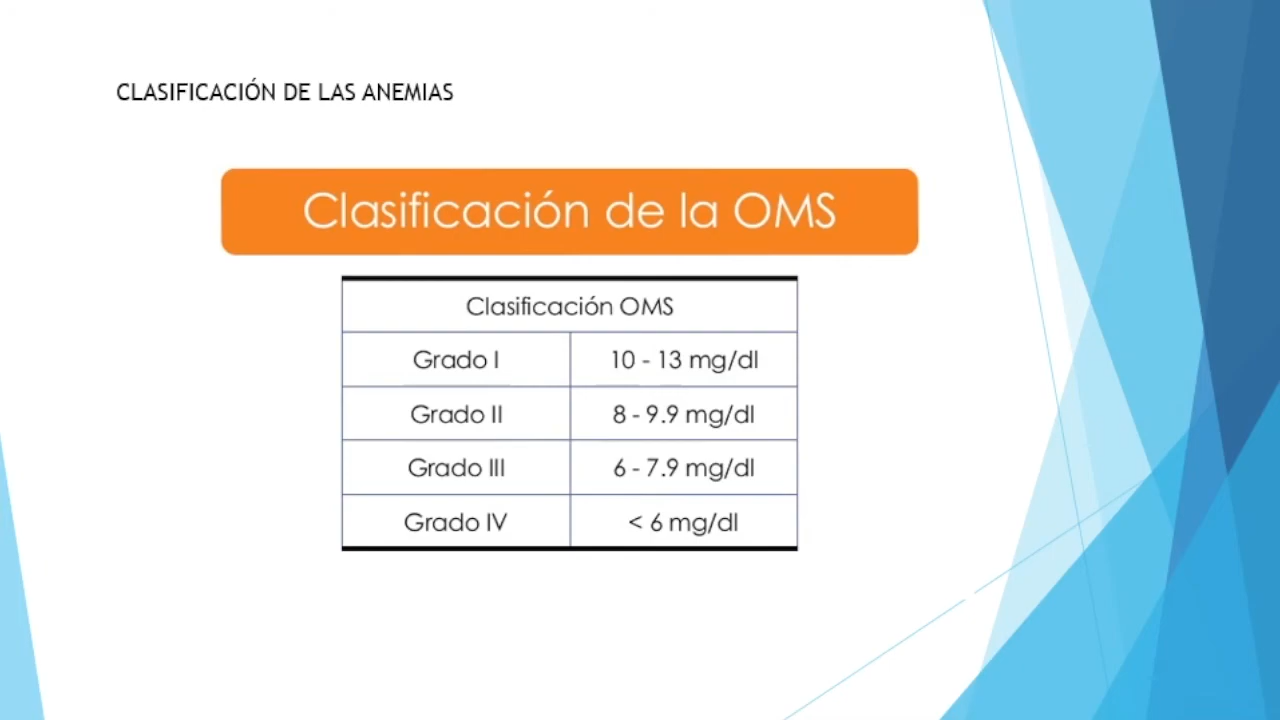 CLASIFICACIÓN DE LAS ANEMIAS
Clasificación de la OMS
Clasificación OMS
Grado I 10 - 13 mg/dl
Grado II 8 - 9.9 mg/dl
Grado III 6 - 7.9 mg/dl
Grado IV < 6 mg/dl